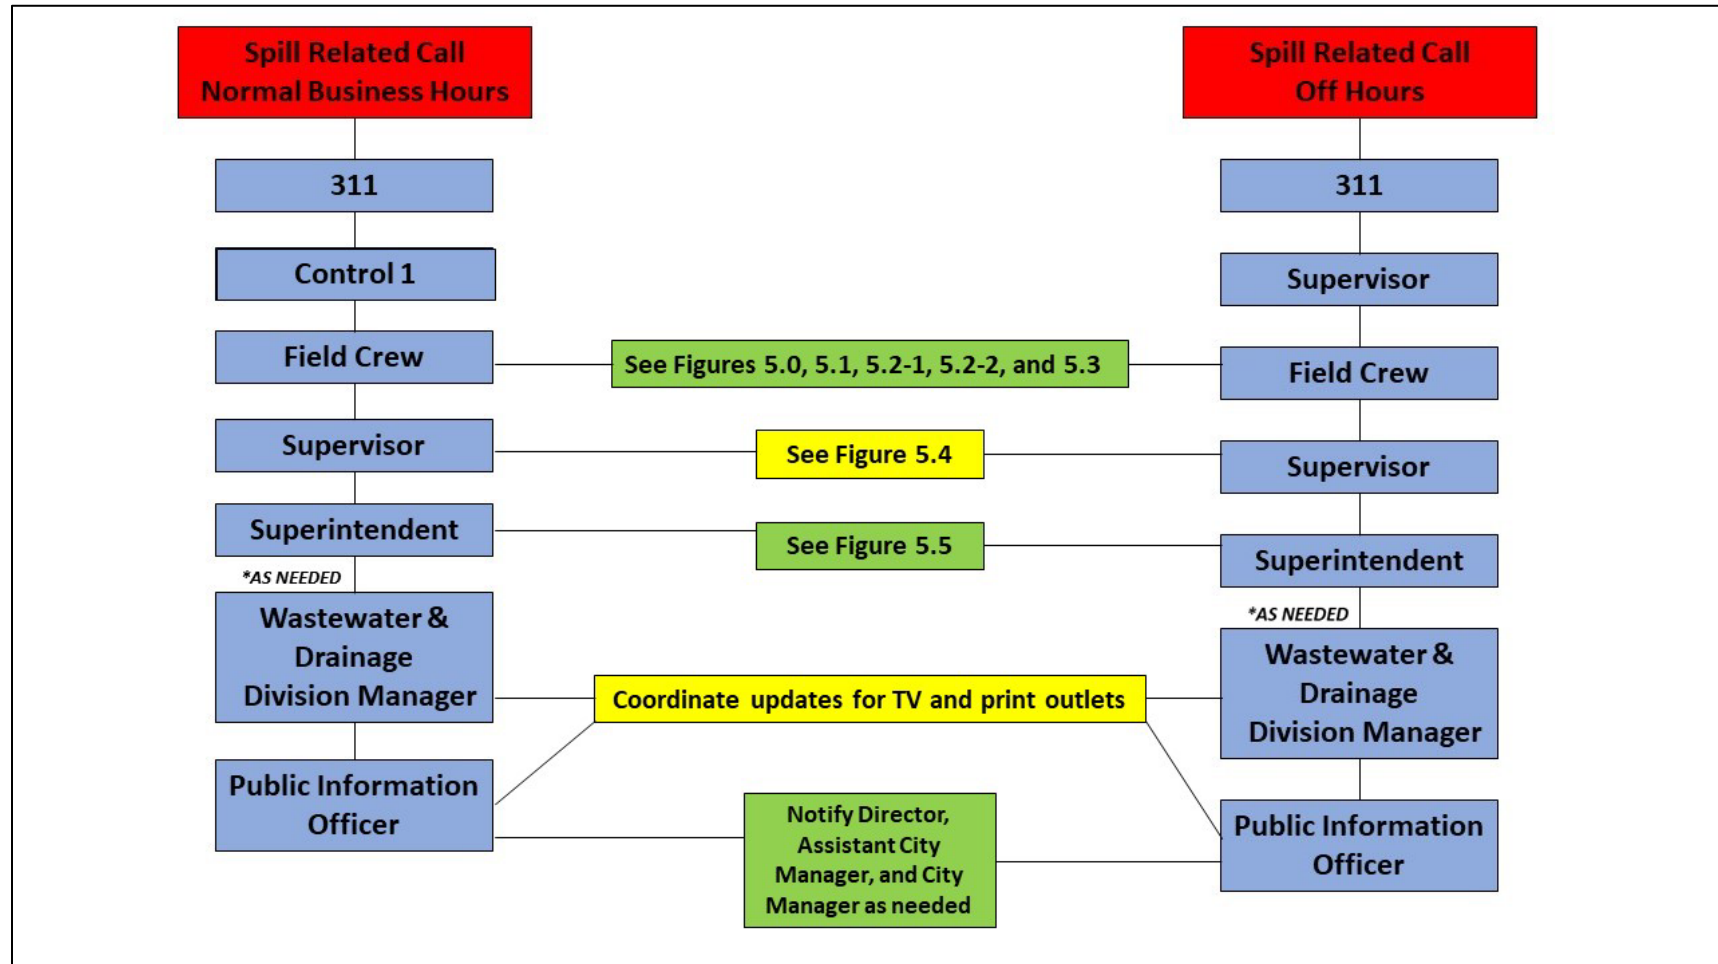 Spill Related Call
Normal Business Hours
311
Control 1
Field Crew
Supervisor
Superintendent
*AS NEEDED
Wastewater &
Drainage
Division Manager
Public Information
Officer
See Figures 5.0, 5.1, 5.2-1, 5.2-2, and 5.3
See Figure 5.4
See Figure 5.5
Coordinate updates for TV and print outlets
Notify Director,
Assistant City
Manager, and City
Manager as needed
Spill Related Call
Off Hours
311
Supervisor
Field Crew
Supervisor
Superintendent
*AS NEEDED
Wastewater &
Drainage
Division Manager
Public Information
Officer